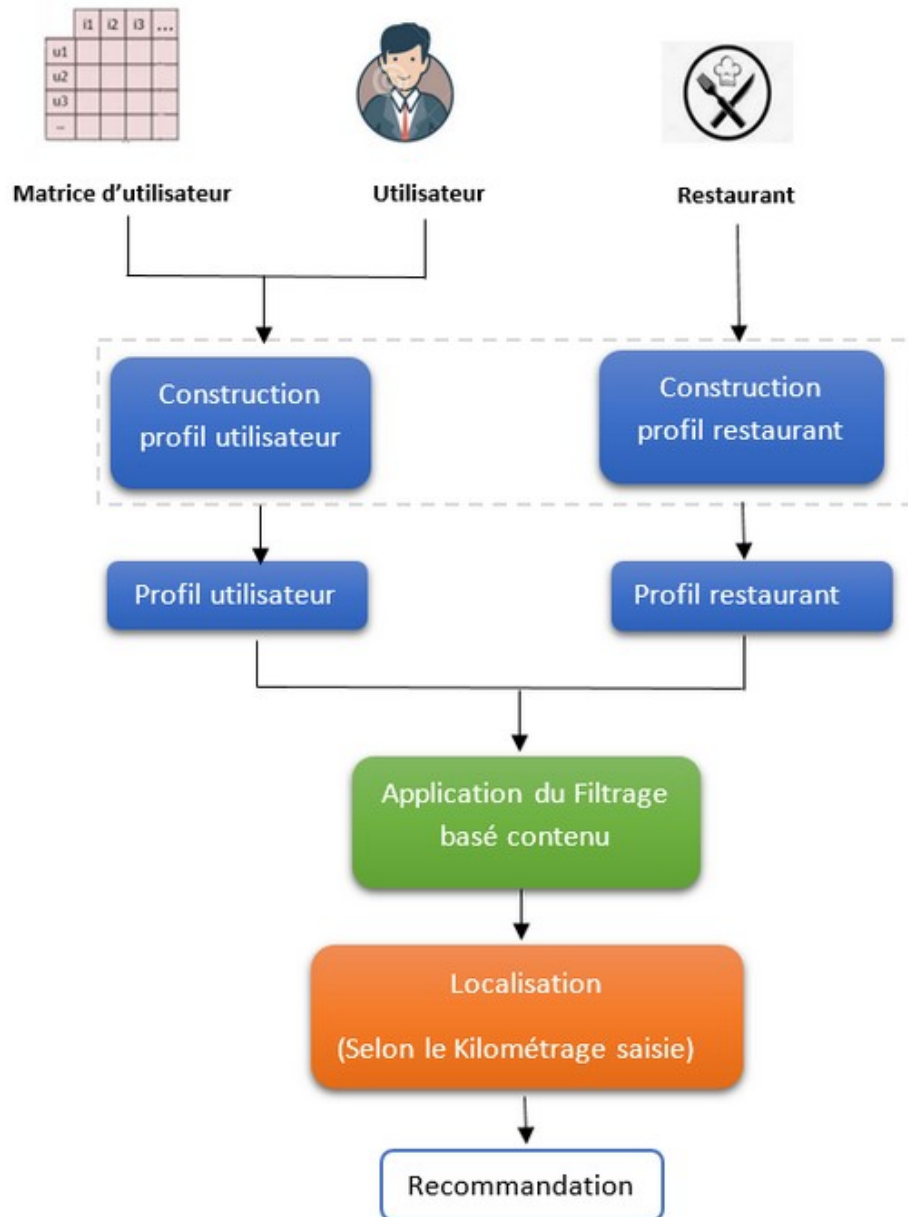 i1 i2 i3 ...
u1
u2
u3
...
Matrice d'utilisateur
Utilisateur
Restaurant
Construction
profil utilisateur
Construction
profil restaurant
Profil utilisateur
Profil restaurant
Application du Filtrage
basé contenu
Localisation
(Selon le Kilométrage saisie)
Recommandation